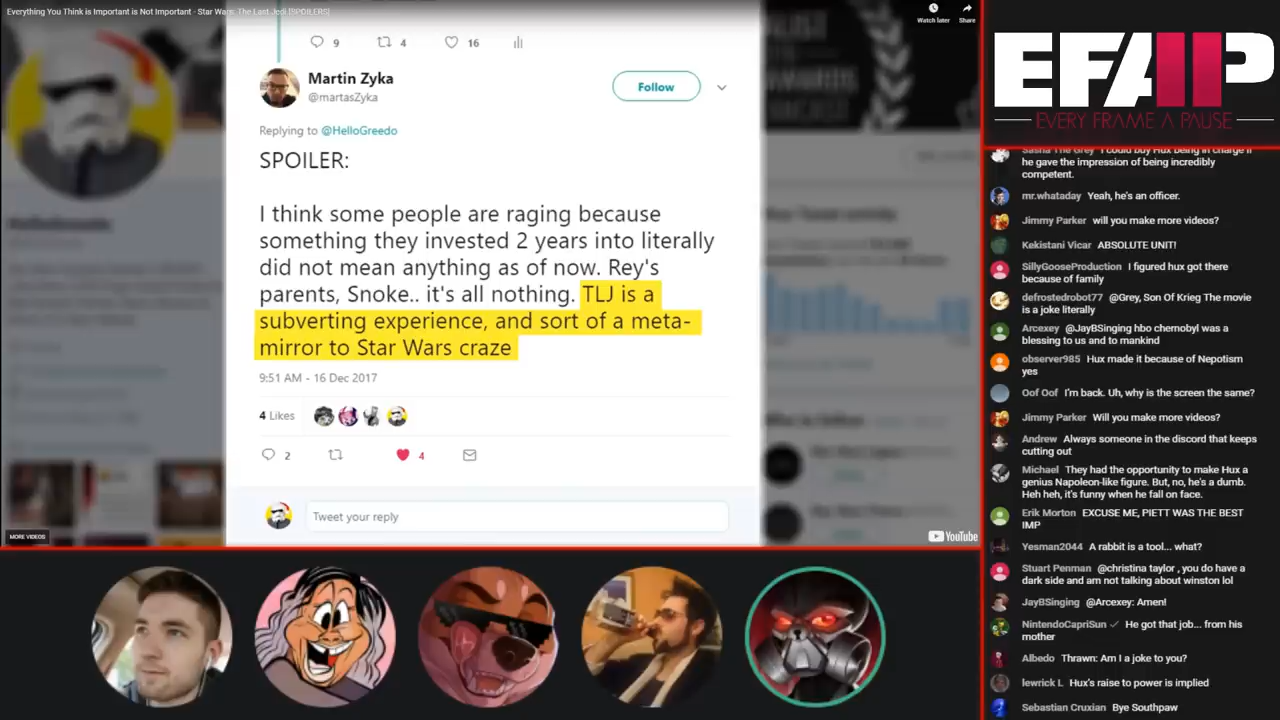 Everything You Think is Important is Not Important - Star Wars: The Last Jedi [SPOILERS]
Watch later
Share
9
4
16
Martin Zyka
@martasZyka
Follow
Replying to @HelloGreedo
SPOILER:
I think some people are raging because
something they invested 2 years into literally
did not mean anything as of now. Rey's
parents, Snoke.. it's all nothing. TLJ is a
subverting experience, and sort of a meta-
mirror to Star Wars craze
9:51 AM - 16 Dec 2017
4 Likes
2
4
Tweet your reply
MORE VIDEOS
YouTube
EFAP
EVERY FRAME A PAUSE
Sasha The Grey I could buy Hux being in charge if
he gave the impression of being incredibly
competent.
mr.whataday Yeah, he's an officer.
Jimmy Parker will you make more videos?
Kekistani Vicar ABSOLUTE UNIT!
SillyGooseProduction I figured hux got there
because of family
defrostedrobot77 @Grey, Son Of Krieg The movie
is a joke literally
Arcexey @JayBSinging hbo chernobyl was a
blessing to us and to mankind
observer985 Hux made it because of Nepotism
yes
Oof Oof I'm back. Uh, why is the screen the same?
Jimmy Parker Will you make more videos?
Andrew Always someone in the discord that keeps
cutting out
Michael They had the opportunity to make Hux a
genius Napoleon-like figure. But, no, he's a dumb.
Heh heh, it's funny when he fall on face.
Erik Morton EXCUSE ME, PIETT WAS THE BEST
IMP
Yesman2044 A rabbit is a tool... what?
Stuart Penman @christina taylor , you do have a
dark side and am not talking about winston lol
JayBSinging @Arcexey: Amen!
NintendoCapriSun He got that job... from his
mother
Albedo Thrawn: Am I a joke to you?
lewrick L Hux's raise to power is implied
Sebastian Cruxian Bye Southpaw